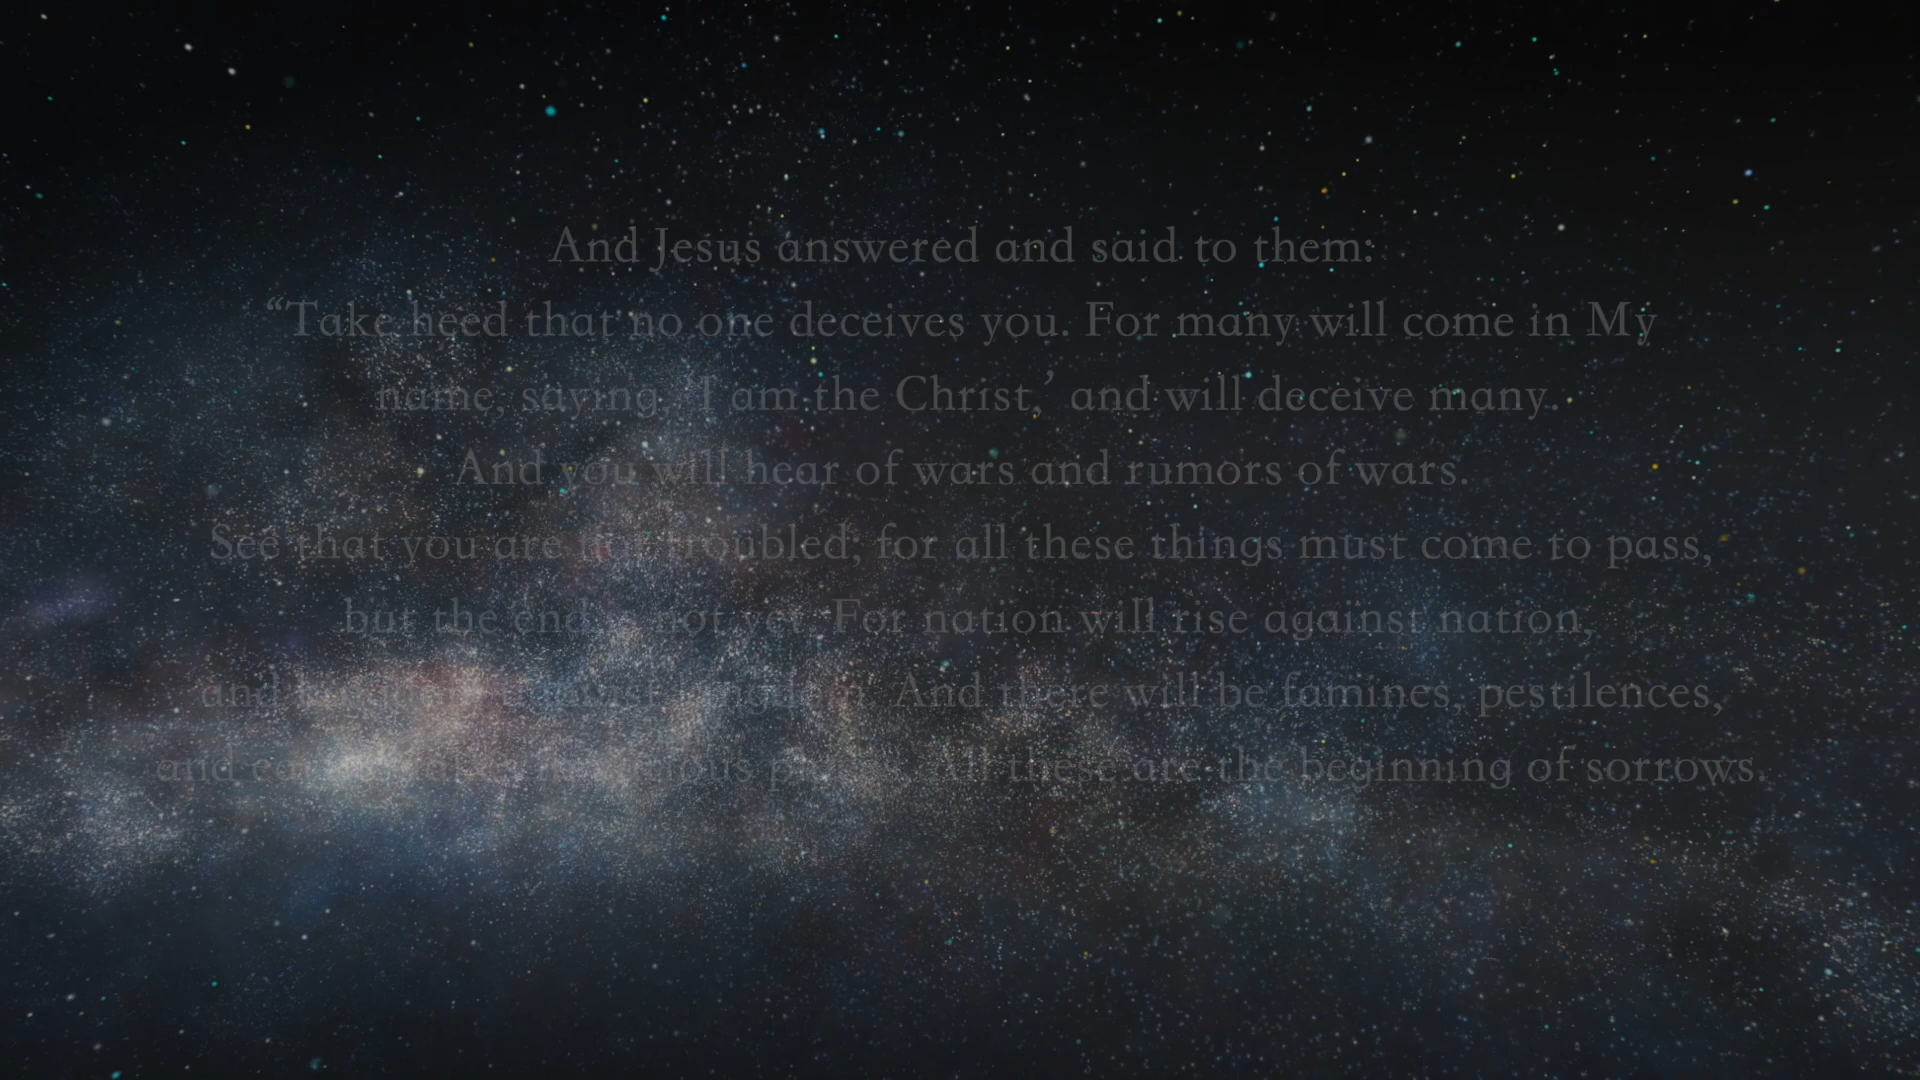 And Jesus answered and said to them:
“Take heed that no one deceives you. For many will come in My
name, saying, ‘I am the Christ,’ and will deceive many.
And you will hear of wars and rumors of wars.
See that you are not troubled; for all these things must come to pass,
but the end is not yet. For nation will rise against nation,
and kingdom against kingdom. And there will be famines, pestilences,
and earthquakes in various places. All these are the beginning of sorrows.